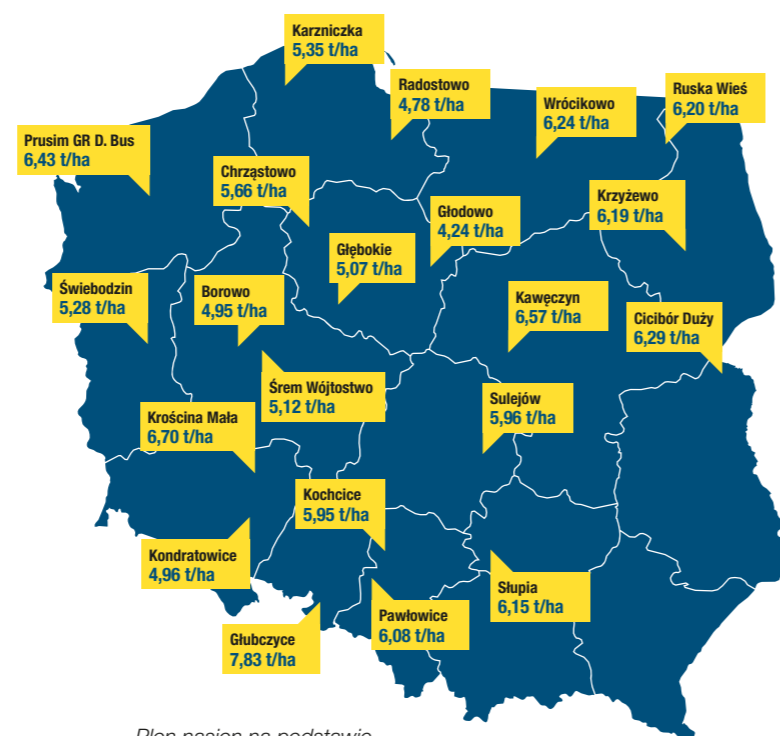 Karzniczka
5,35 t/ha
Radostowo
4,78 t/ha
Wrócikowo
6,24 t/ha
Ruska Wieś
6,20 t/ha
Prusim GR D. Bus
6,43 t/ha
Chrząstowo
5,66 t/ha
Głodowo
4,24 t/ha
Krzyżewo
6,19 t/ha
Głębokie
5,07 t/ha
Świebodzin
5,28 t/ha
Borowo
4,95 t/ha
Kawęczyn
6,57 t/ha
Cicibór Duży
6,29 t/ha
Śrem Wójtostwo
5,12 t/ha
Sulejów
5,96 t/ha
Krościna Mała
6,70 t/ha
Kochcice
5,95 t/ha
Kondratowice
4,96 t/ha
Słupia
6,15 t/ha
Pawłowice
6,08 t/ha
Głubczyce
7,83 t/ha
Plon nasion na podstawie